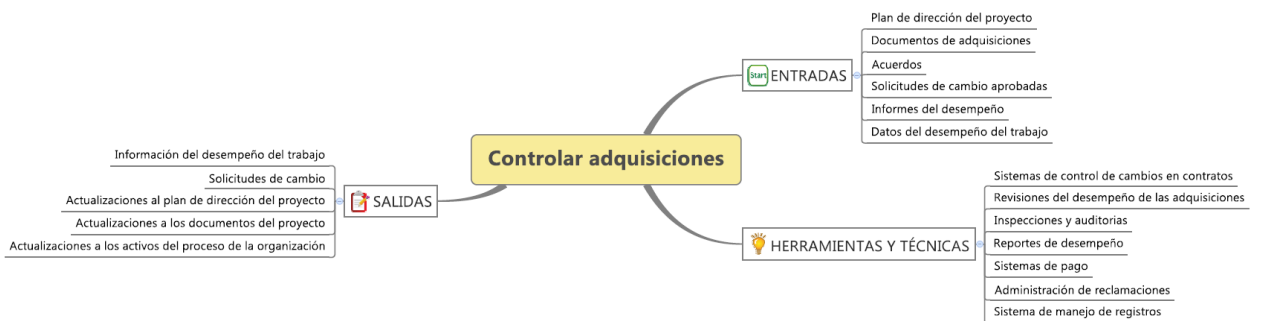 Controlar adquisiciones
Start
ENTRADAS
Plan de dirección del proyecto
Documentos de adquisiciones
Acuerdos
Solicitudes de cambio aprobadas
Informes del desempeño
Datos del desempeño del trabajo
HERRAMIENTAS Y TÉCNICAS
Sistemas de control de cambios en contratos
Revisiones del desempeño de las adquisiciones
Inspecciones y auditorias
Reportes de desempeño
Sistemas de pago
Administración de reclamaciones
Sistema de manejo de registros
SALIDAS
Información del desempeño del trabajo
Solicitudes de cambio
Actualizaciones al plan de dirección del proyecto
Actualizaciones a los documentos del proyecto
Actualizaciones a los activos del proceso de la organización